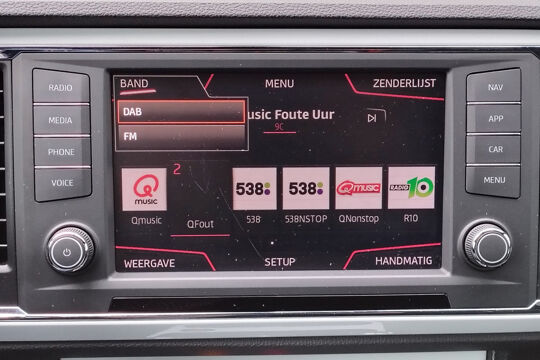 RADIO
MEDIA
PHONE
VOICE
BAND
MENU
ZENDERLIJST
DAB
FM
usic Foute Uur
9C
2
Q
MUSIC
538
538
Qmusic
RADIO 10
Qmusic
QFout
538
538NSTOP
QNonstop
R10
WEERGAVE
SETUP
HANDMATIG
NAV
APP
CAR
MENU